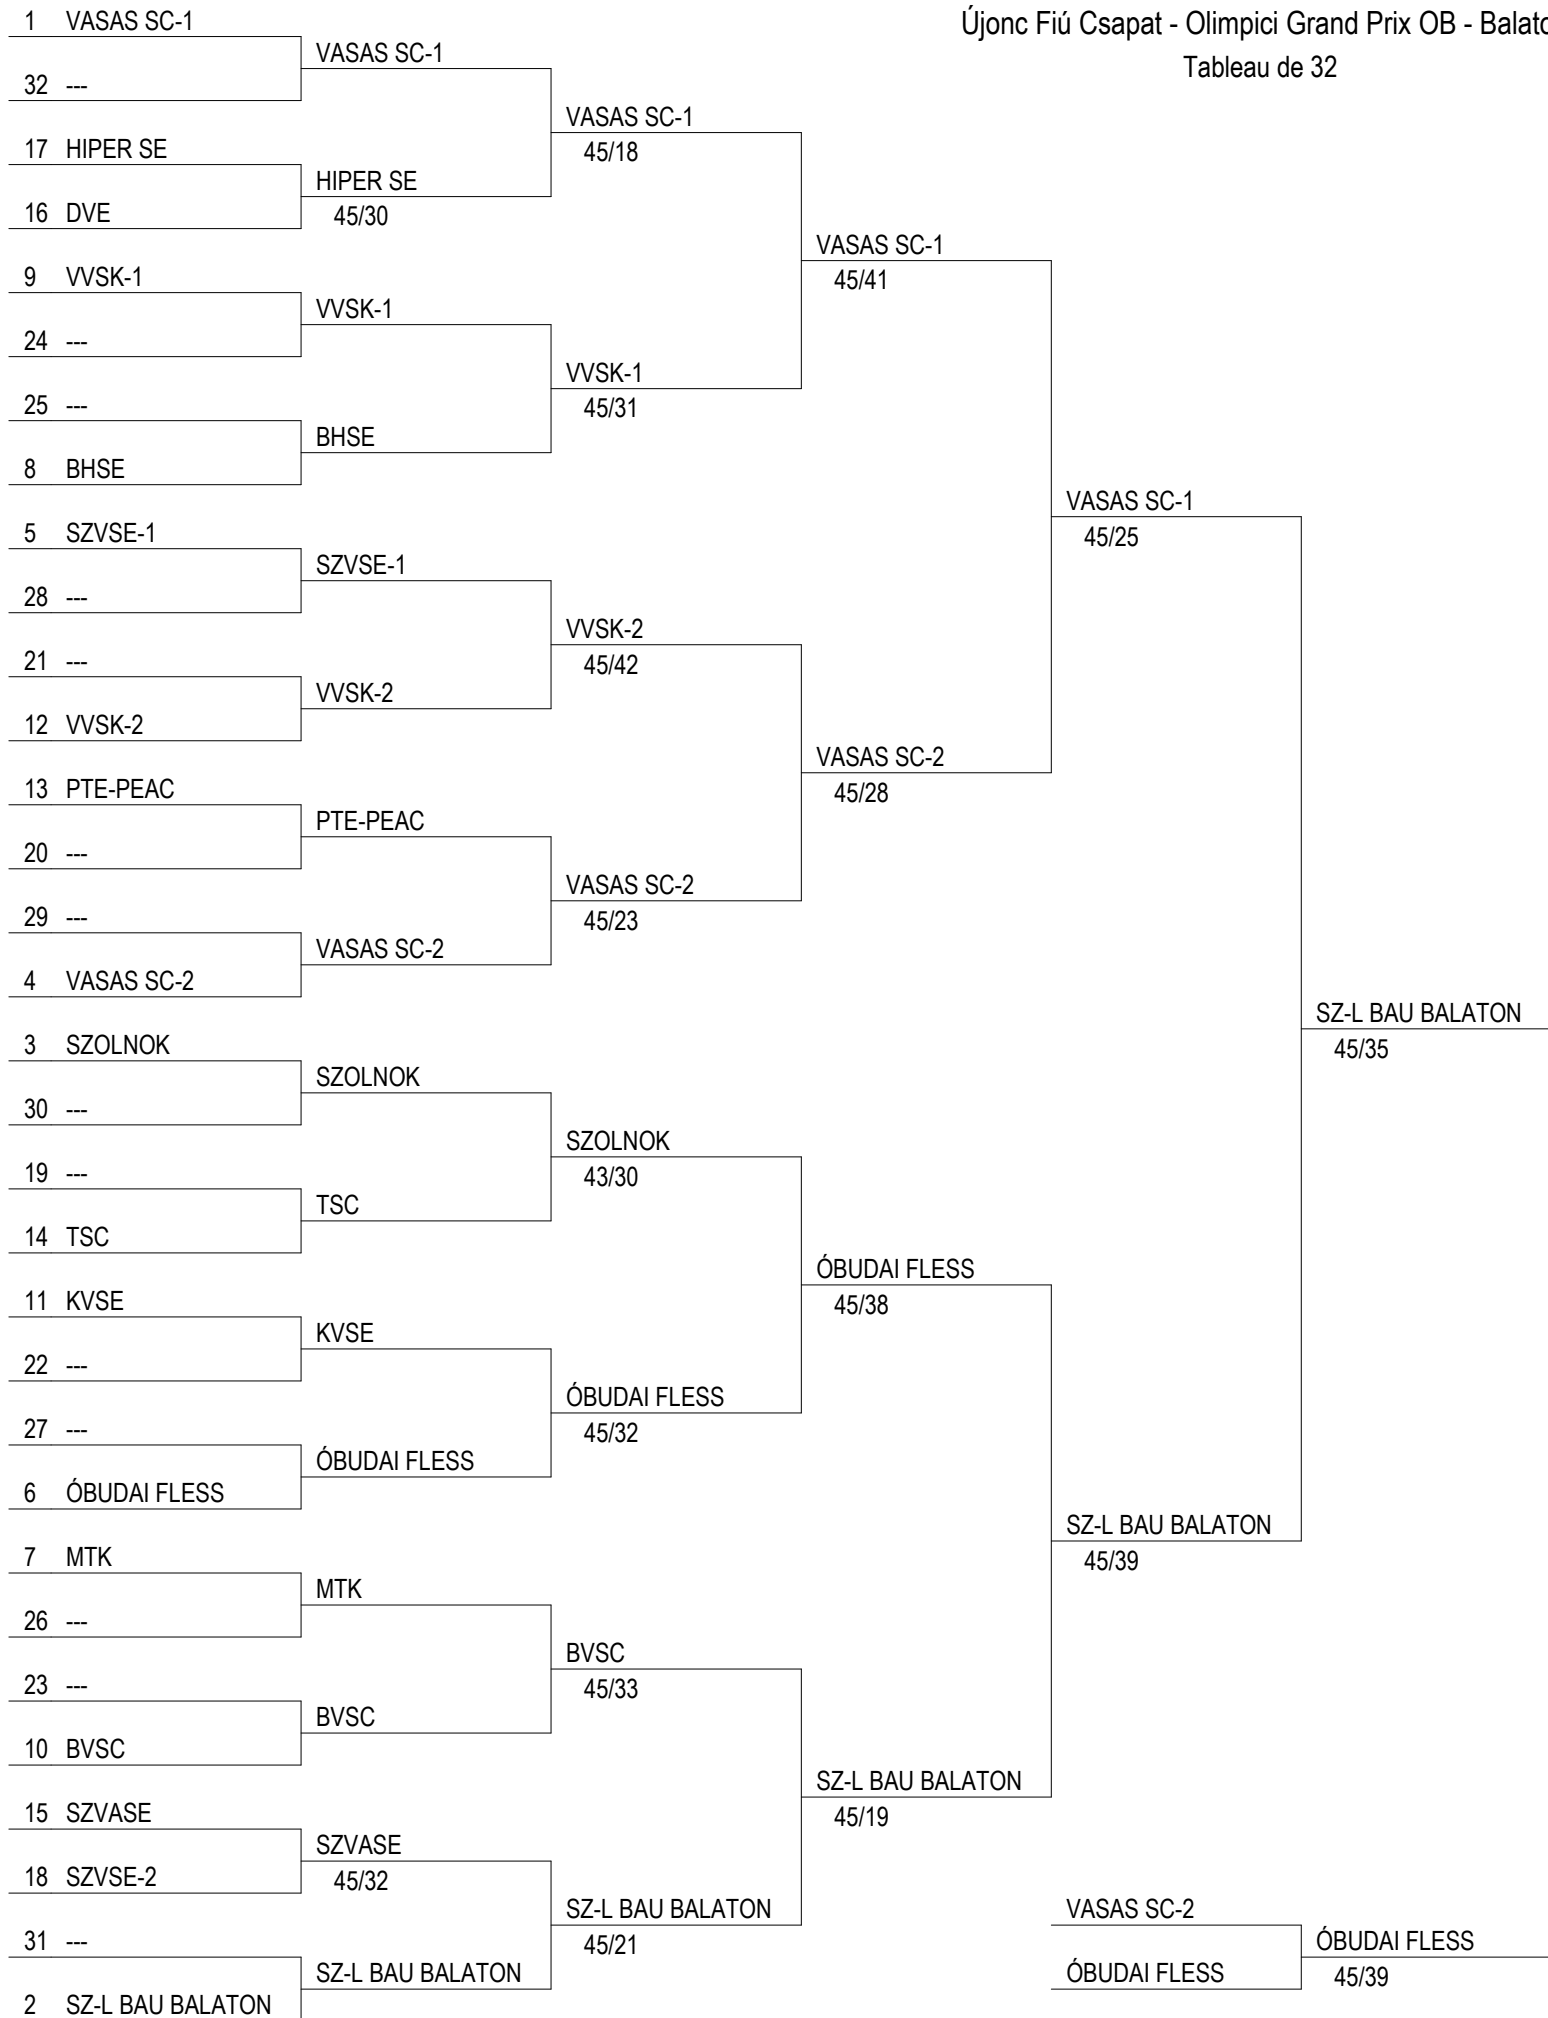 Újonc Fiú Csapat - Olimpici Grand Prix OB - Balato
Tableau de 32
1 VASAS SC-1
32 ---
17 HIPER SE
16 DVE
9 VVSK-1
24 ---
25 ---
8 BHSE
5 SZVSE-1
28 ---
21 ---
12 VVSK-2
13 PTE-PEAC
20 ---
29 ---
4 VASAS SC-2
3 SZOLNOK
30 ---
19 ---
14 TSC
11 KVSE
22 ---
27 ---
6 ÓBUDAI FLESS
7 MTK
26 ---
23 ---
10 BVSC
15 SZVASE
18 SZVSE-2
31 ---
2 SZ-L BAU BALATON
VASAS SC-1
HIPER SE
45/30
VVSK-1
BHSE
SZVSE-1
VVSK-2
PTE-PEAC
VASAS SC-2
SZOLNOK
TSC
KVSE
ÓBUDAI FLESS
MTK
BVSC
SZVASE
45/32
SZ-L BAU BALATON
VASAS SC-1
45/18
VVSK-1
45/31
VVSK-2
45/42
VASAS SC-2
45/23
SZOLNOK
43/30
ÓBUDAI FLESS
45/32
BVSC
45/33
SZ-L BAU BALATON
45/21
VASAS SC-1
45/41
VASAS SC-2
45/28
ÓBUDAI FLESS
45/38
SZ-L BAU BALATON
45/19
VASAS SC-1
45/25
SZ-L BAU BALATON
45/39
SZ-L BAU BALATON
45/35
VASAS SC-2
ÓBUDAI FLESS
ÓBUDAI FLESS
45/39